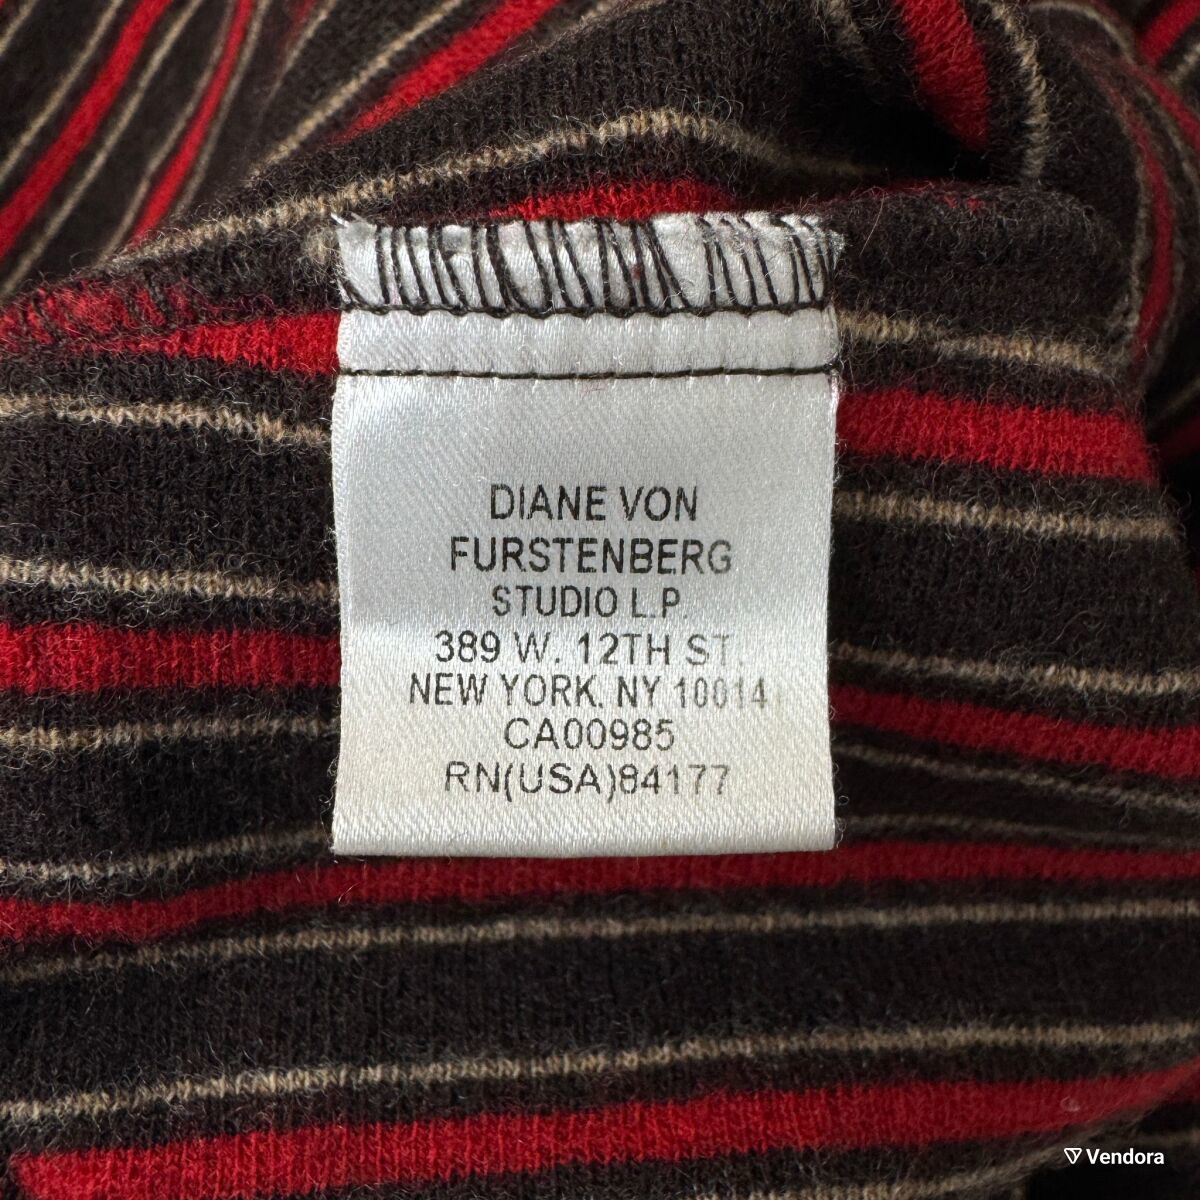 DIANE VON
FURSTENBERG
STUDIO L.P.
389 W. 12TH ST.
NEW YORK, NY 10014
CA00985
RN(USA)84177
Vendora